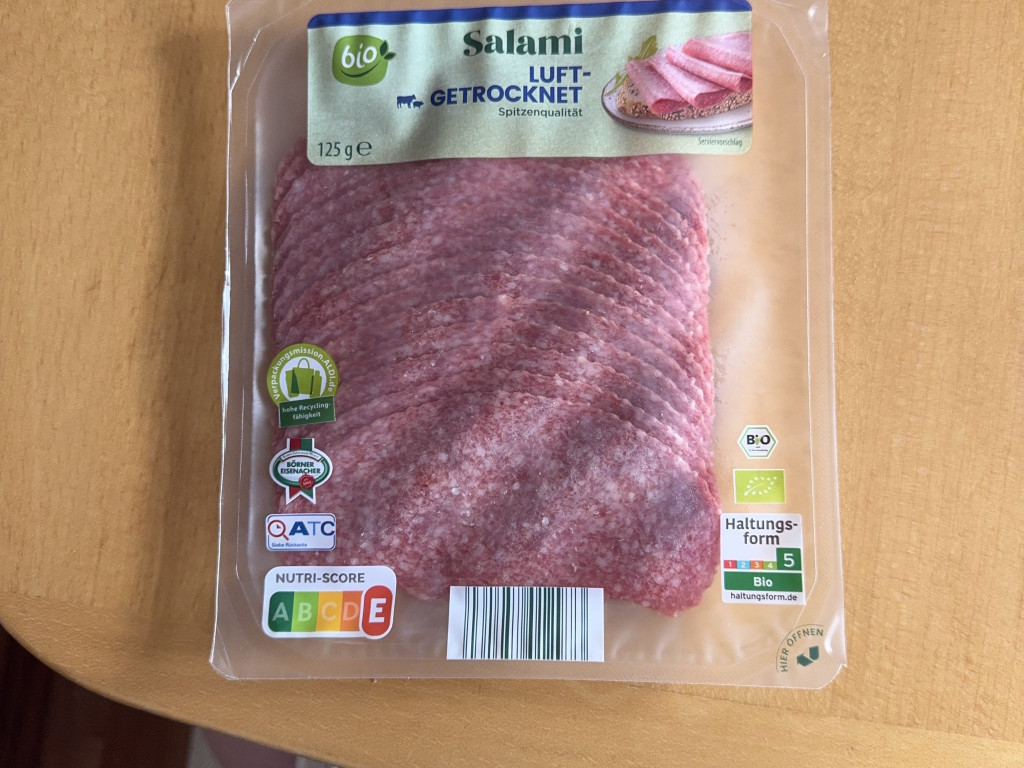 bio
Salami
LUFT-
GETROCKNET
Spitzenqualität
125 g e
Serviervorschlag
Verpackungsmission.ALDI.de
hohe Recycling-
fähigkeit
BÖRNER
EISENACHER
ATC
Siehe Rückseite
NUTRI-SCORE
A B C D E
BIO
Haltungs-
form
1 2 3 4 5
Bio
haltungsform.de
HIER ÖFFNEN